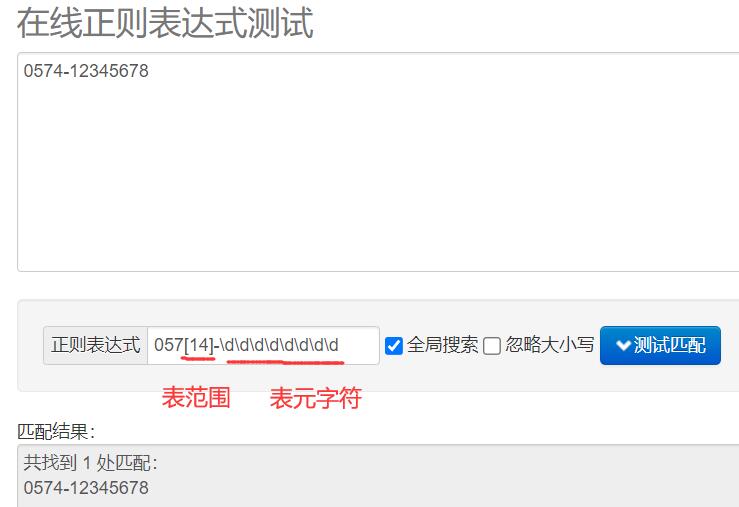 在线正则表达式测试
0574-12345678
正则表达式 057[14]-\d\d\d\d\d\d\d\d 全局搜索 忽略大小写 测试匹配
表范围 表元字符
匹配结果:
共找到 1 处匹配:
0574-12345678